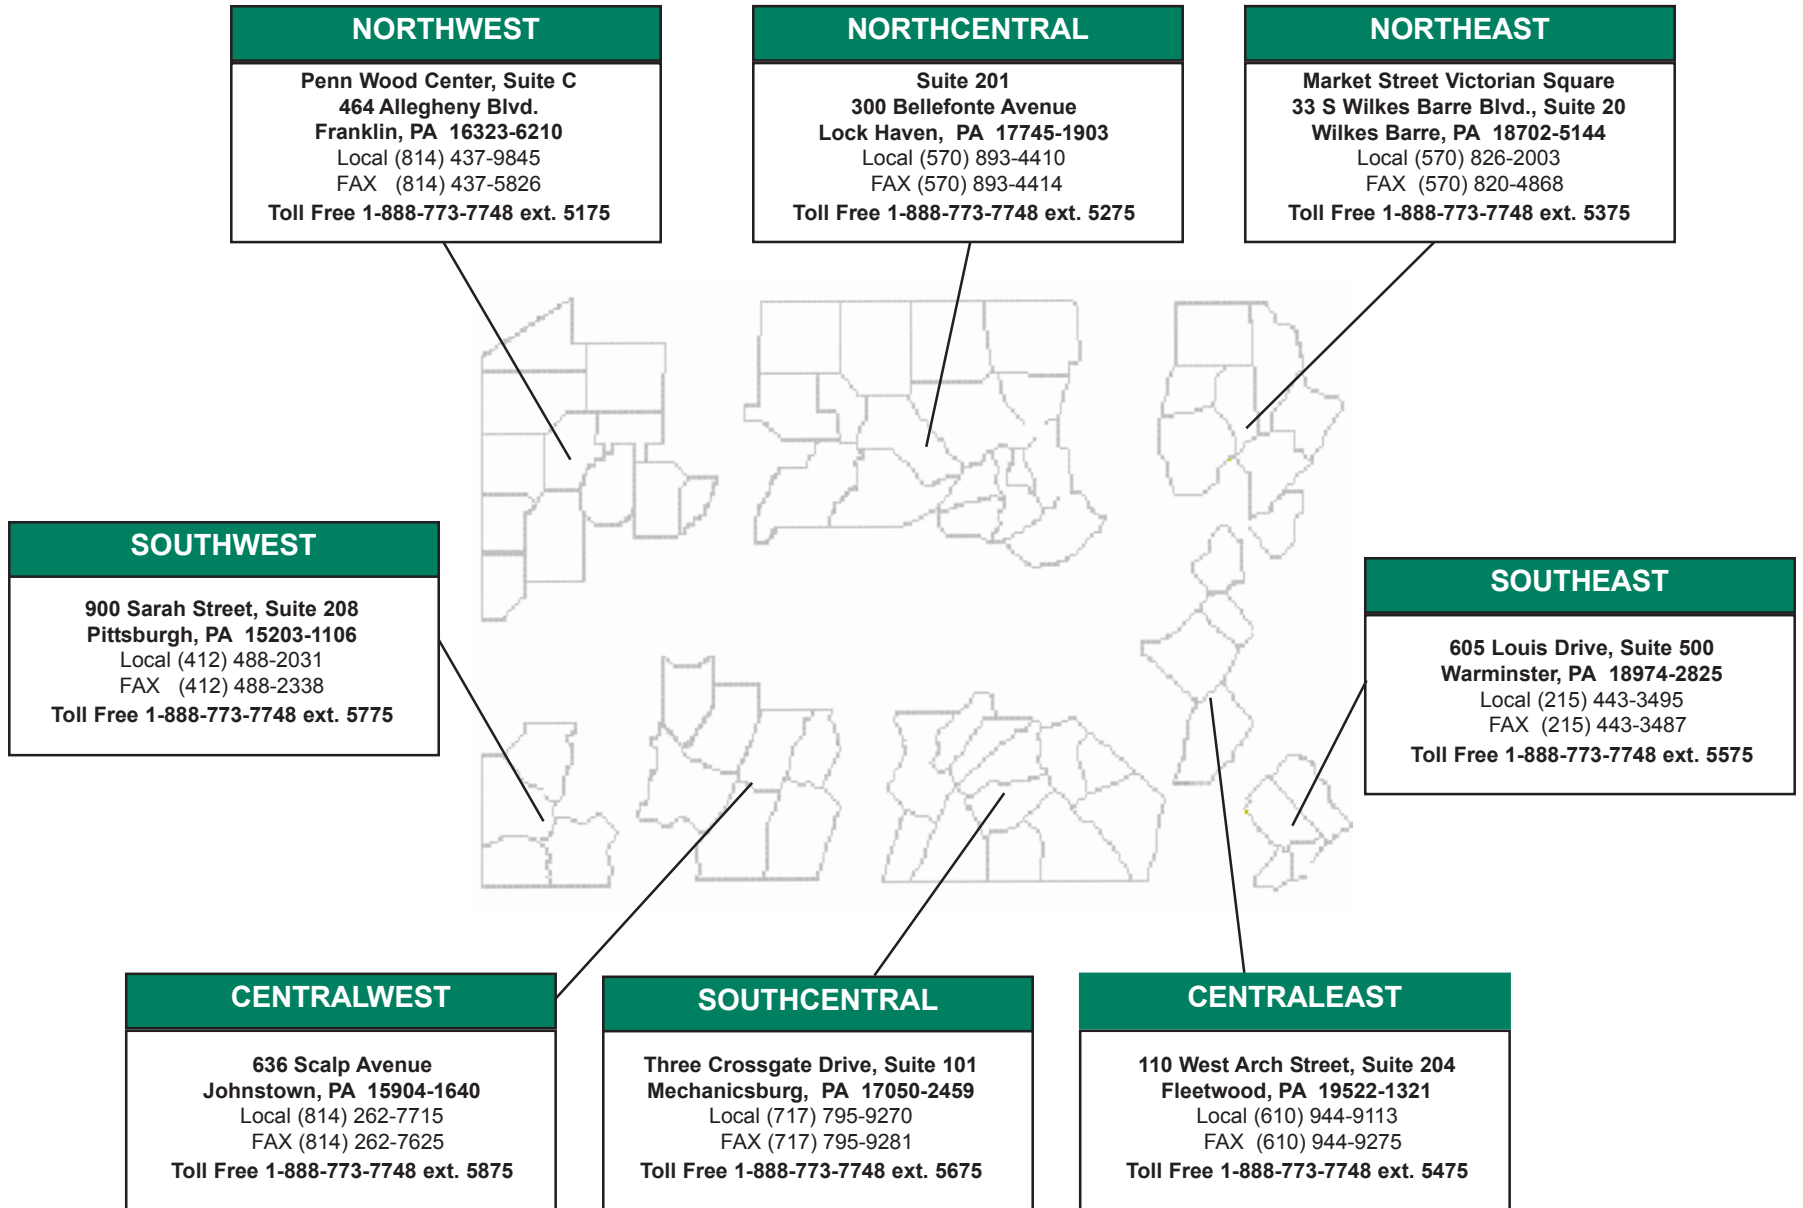 NORTHWEST
Penn Wood Center, Suite C
464 Allegheny Blvd.
Franklin, PA 16323-6210
Local (814) 437-9845
FAX (814) 437-5826
Toll Free 1-888-773-7748 ext. 5175
NORTHCENTRAL
Suite 201
300 Bellefonte Avenue
Lock Haven, PA 17745-1903
Local (570) 893-4410
FAX (570) 893-4414
Toll Free 1-888-773-7748 ext. 5275
NORTHEAST
Market Street Victorian Square
33 S Wilkes Barre Blvd., Suite 20
Wilkes Barre, PA 18702-5144
Local (570) 826-2003
FAX (570) 820-4868
Toll Free 1-888-773-7748 ext. 5375
SOUTHWEST
900 Sarah Street, Suite 208
Pittsburgh, PA 15203-1106
Local (412) 488-2031
FAX (412) 488-2338
Toll Free 1-888-773-7748 ext. 5775
SOUTHEAST
605 Louis Drive, Suite 500
Warminster, PA 18974-2825
Local (215) 443-3495
FAX (215) 443-3487
Toll Free 1-888-773-7748 ext. 5575
CENTRALWEST
636 Scalp Avenue
Johnstown, PA 15904-1640
Local (814) 262-7715
FAX (814) 262-7625
Toll Free 1-888-773-7748 ext. 5875
SOUTHCENTRAL
Three Crossgate Drive, Suite 101
Mechanicsburg, PA 17050-2459
Local (717) 795-9270
FAX (717) 795-9281
Toll Free 1-888-773-7748 ext. 5675
CENTRALEAST
110 West Arch Street, Suite 204
Fleetwood, PA 19522-1321
Local (610) 944-9113
FAX (610) 944-9275
Toll Free 1-888-773-7748 ext. 5475